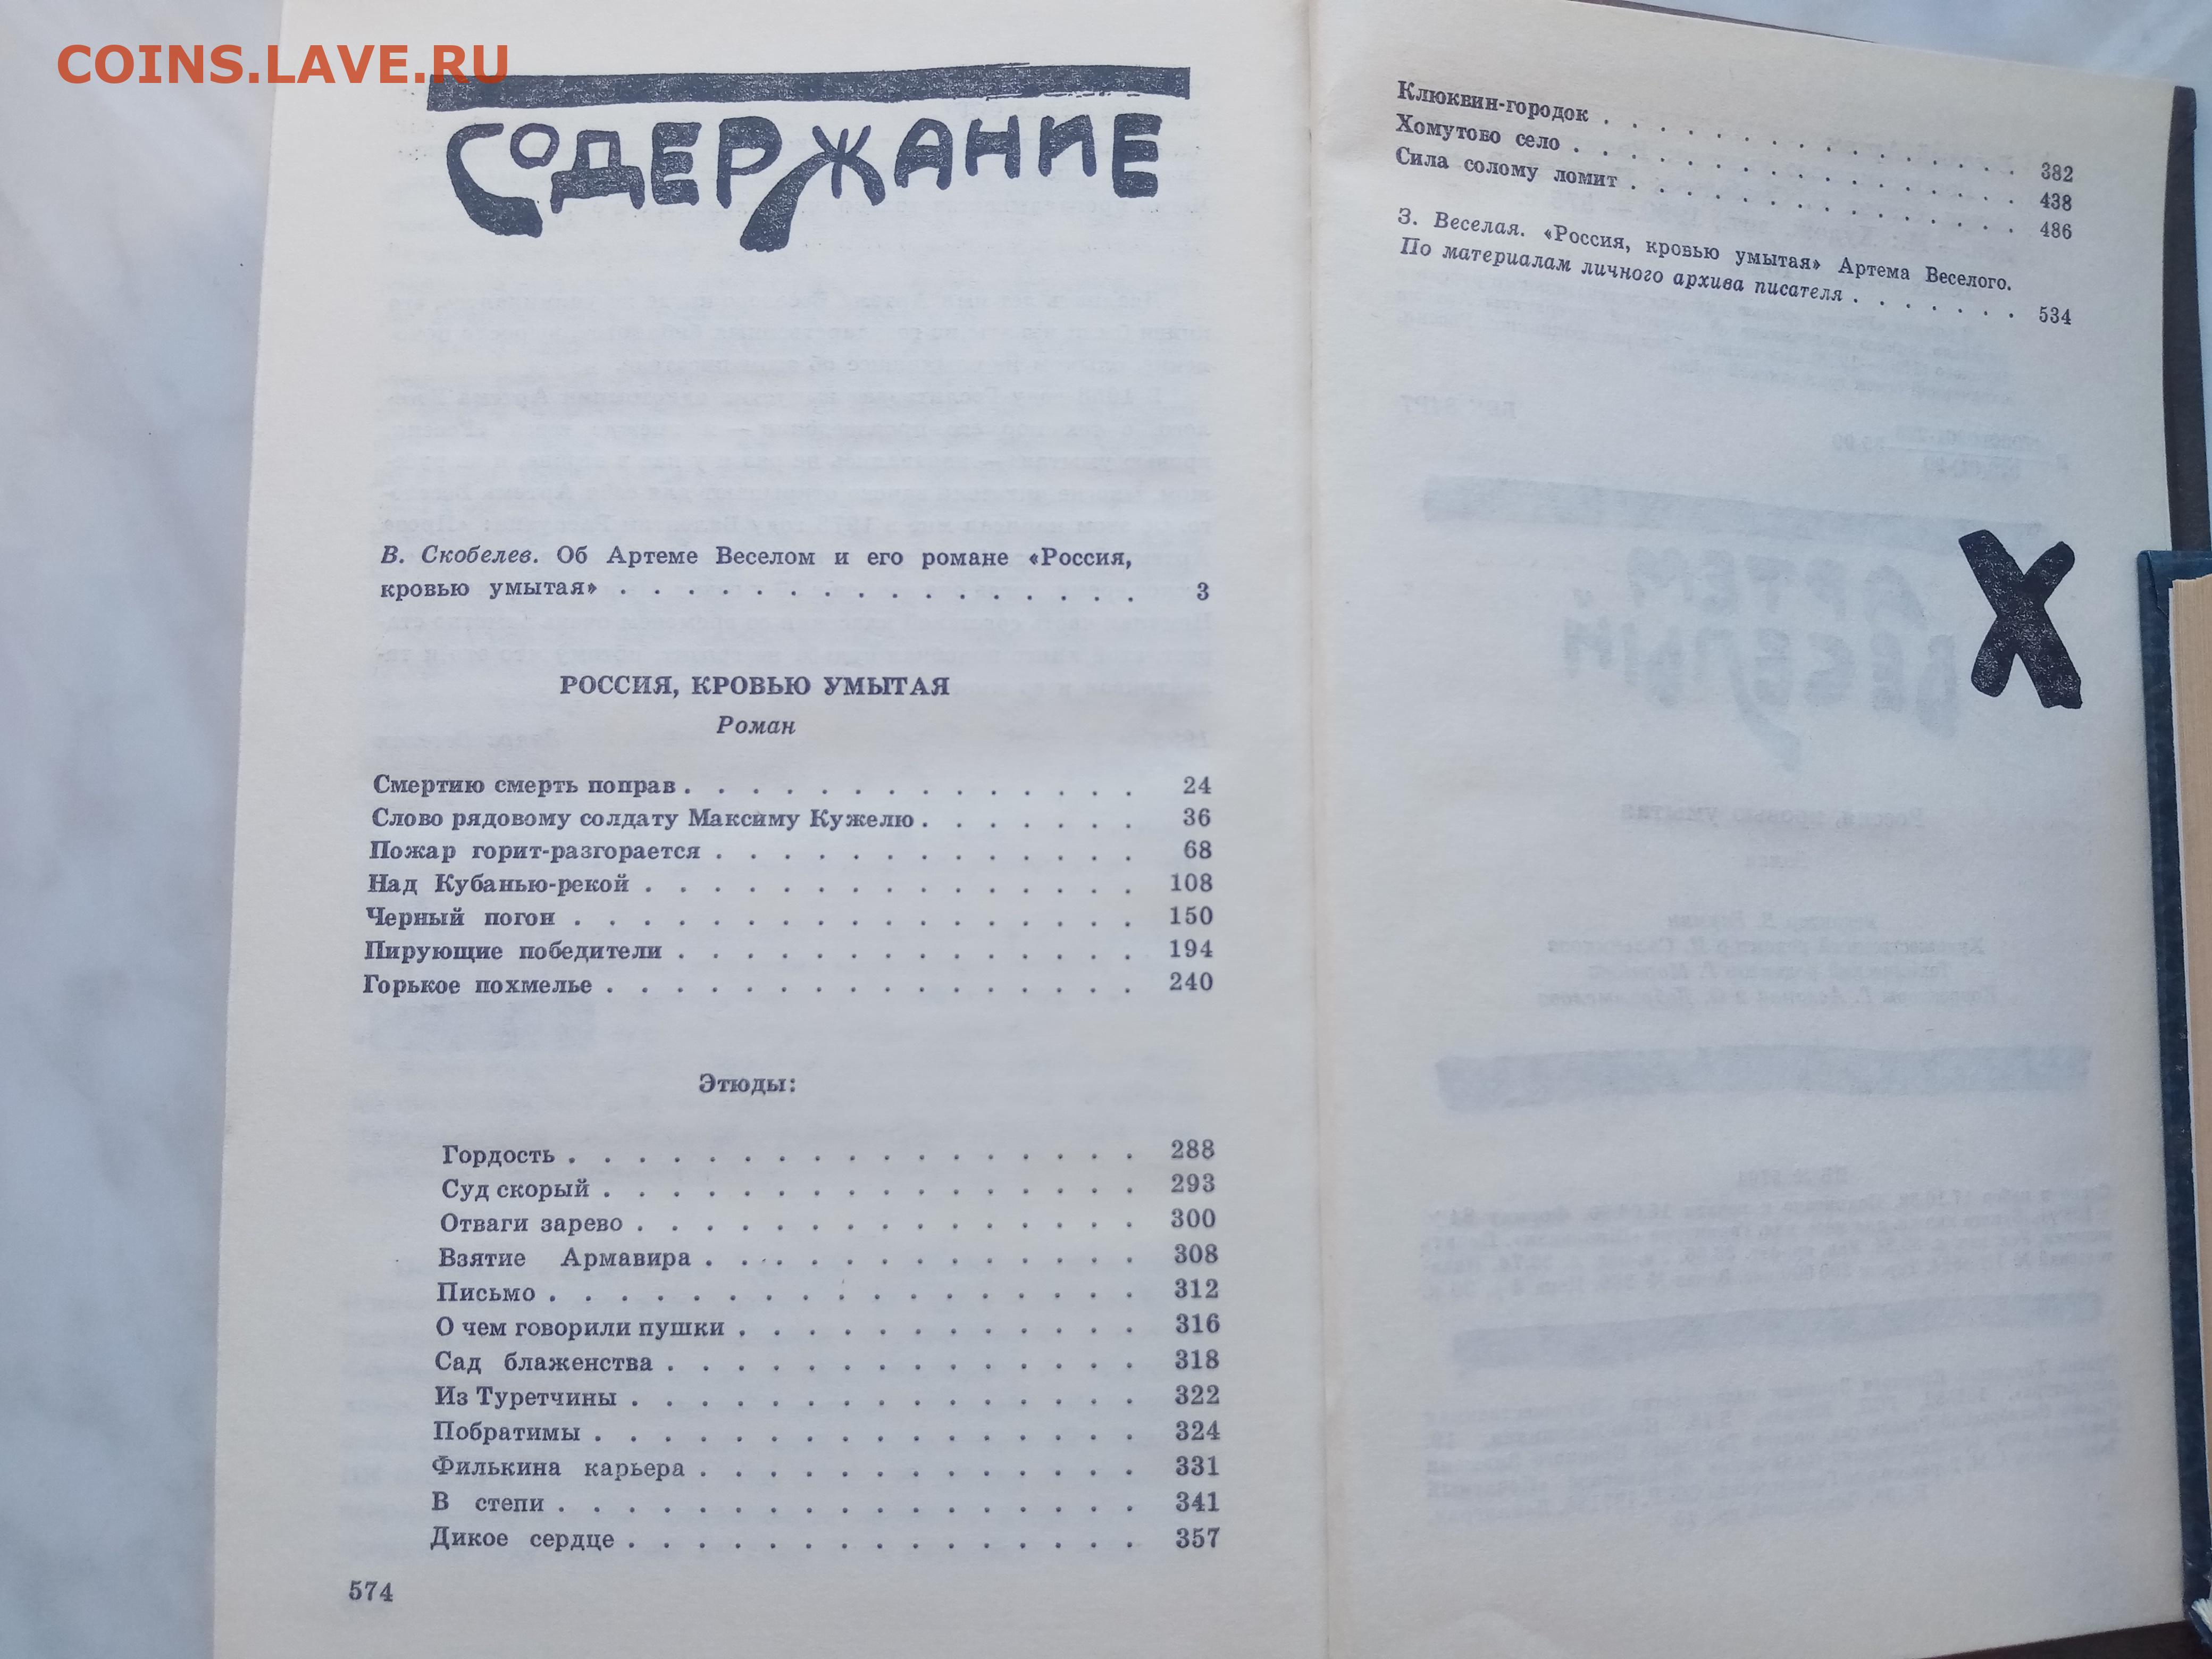 COINS.LAVE.RU
СОДЕРЖАНИЕ
В. Скобелев. Об Артеме Веселом и его романе «Россия,
кровью умытая» . . . . . . . . . . . . . . . . 3
РОССИЯ, КРОВЬЮ УМЫТАЯ
Роман
Смертию смерть поправ . . . . . . . . . . . . . . 24
Слово рядовому солдату Максиму Кужелю . . . . . . . 36
Пожар горит-разгорается . . . . . . . . . . . . . 68
Над Кубанью-рекой . . . . . . . . . . . . . . . 108
Черный погон . . . . . . . . . . . . . . . . . 150
Пирующие победители . . . . . . . . . . . . . . 194
Горькое похмелье . . . . . . . . . . . . . . . . 240
Этюды:
Гордость . . . . . . . . . . . . . . . . . 288
Суд скорый . . . . . . . . . . . . . . . . 293
Отваги зарево . . . . . . . . . . . . . . . 300
Взятие Армавира . . . . . . . . . . . . . 308
Письмо . . . . . . . . . . . . . . . . . 312
О чем говорили пушки . . . . . . . . . . . . 316
Сад блаженства . . . . . . . . . . . . . . 318
Из Туретчины . . . . . . . . . . . . . . . 322
Побратимы . . . . . . . . . . . . . . . . 324
Филькина карьера . . . . . . . . . . . . . 331
В степи . . . . . . . . . . . . . . . . . 341
Дикое сердце . . . . . . . . . . . . . . . 357
574
Клюквин-городок . . . . . . . . . . . . . . . 382
Хомутово село . . . . . . . . . . . . . . . . 438
Сила солому ломит . . . . . . . . . . . . . . 486
З. Веселая. «Россия, кровью умытая» Артема Веселого.
По материалам личного архива писателя . . . . . . . 534